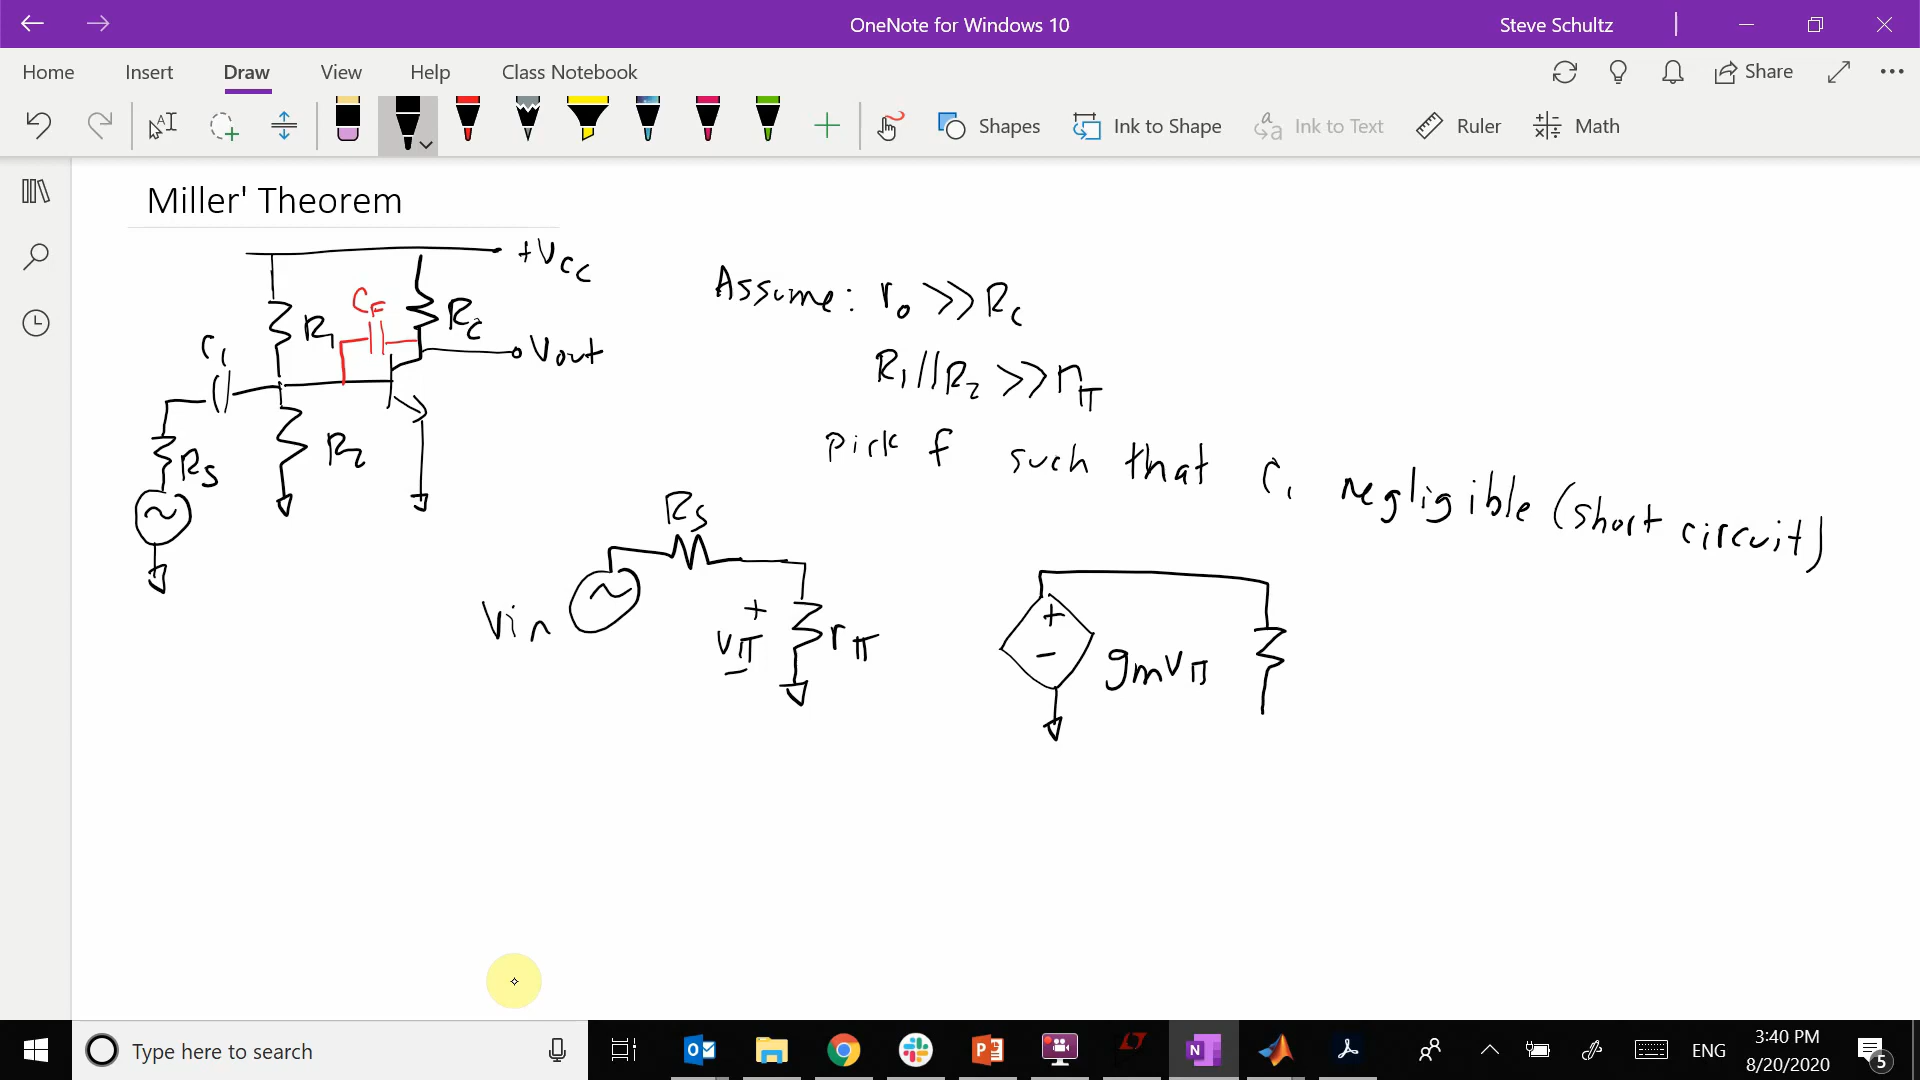 OneNote for Windows 10
Steve Schultz
Home Insert Draw View Help Class Notebook
Share
Shapes Ink to Shape Ink to Text Ruler Math
Miller' Theorem
+Vcc
CF
R1
Rc
C1
Vout
R2
Rs
Assume: ro >> Rc
R1//R2 >> rπ
pick f such that C1 negligible (short circuit)
Rs
Vin
+
vπ
-
rπ
+
-
gmvπ
Type here to search
ENG
3:40 PM
8/20/2020
5